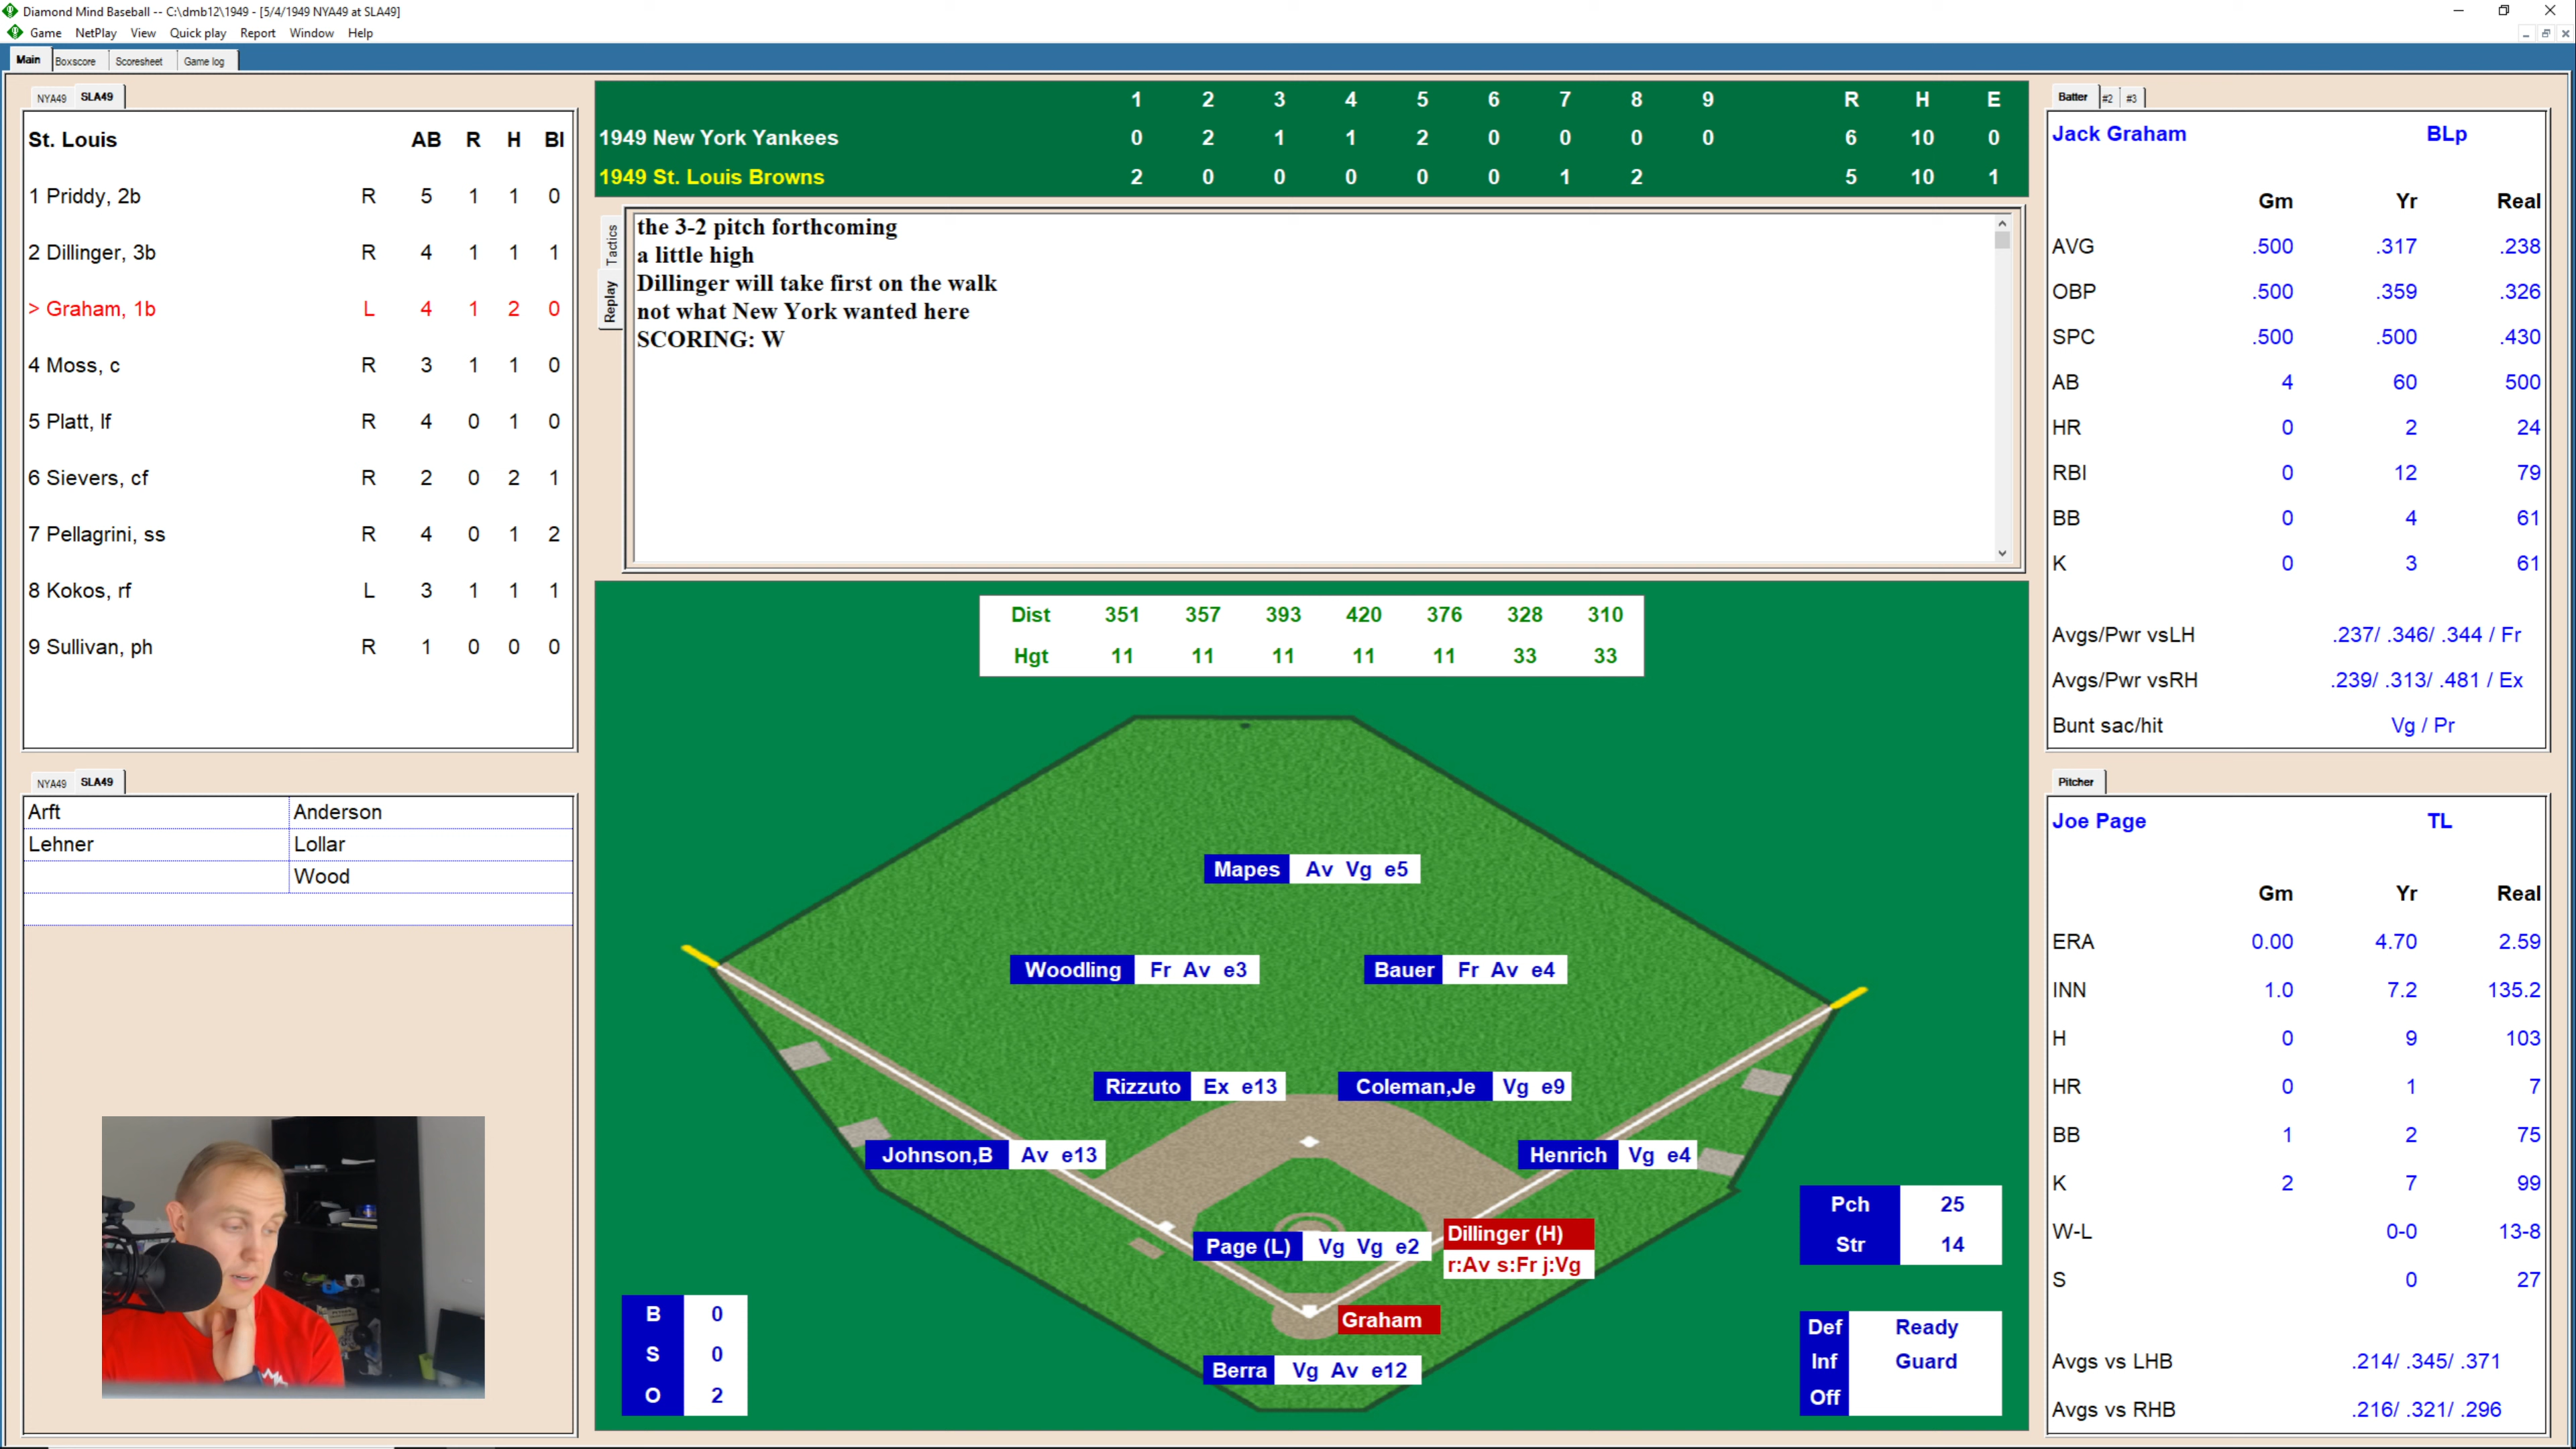 Diamond Mind Baseball -- C:\dmb12\1949 - [5/4/1949 NYA49 at SLA49]
Game NetPlay View Quick play Report Window Help
Main Boxscore Scoresheet Game log
NYA49 SLA49
St. Louis AB R H BI
1 Priddy, 2b R 5 1 1 0
2 Dillinger, 3b R 4 1 1 1
> Graham, 1b L 4 1 2 0
4 Moss, c R 3 1 1 0
5 Platt, lf R 4 0 1 0
6 Sievers, cf R 2 0 2 1
7 Pellagrini, ss R 4 0 1 2
8 Kokos, rf L 3 1 1 1
9 Sullivan, ph R 1 0 0 0
NYA49 SLA49
Arft Anderson
Lehner Lollar
Wood
1 2 3 4 5 6 7 8 9 R H E
1949 New York Yankees 0 2 1 1 2 0 0 0 0 6 10 0
1949 St. Louis Browns 2 0 0 0 0 0 1 2 5 10 1
Tactics
Replay
the 3-2 pitch forthcoming
a little high
Dillinger will take first on the walk
not what New York wanted here
SCORING: W
Dist 351 357 393 420 376 328 310
Hgt 11 11 11 11 11 33 33
Mapes Av Vg e5
Woodling Fr Av e3
Bauer Fr Av e4
Rizzuto Ex e13
Coleman,Je Vg e9
Johnson,B Av e13
Henrich Vg e4
Page (L) Vg Vg e2
Dillinger (H)
r:Av s:Fr j:Vg
Graham
Berra Vg Av e12
B 0
S 0
O 2
Pch 25
Str 14
Def Ready
Inf Guard
Off
Batter #2 #3
Jack Graham BLp
Gm Yr Real
AVG .500 .317 .238
OBP .500 .359 .326
SPC .500 .500 .430
AB 4 60 500
HR 0 2 24
RBI 0 12 79
BB 0 4 61
K 0 3 61
Avgs/Pwr vsLH .237/ .346/ .344 / Fr
Avgs/Pwr vsRH .239/ .313/ .481 / Ex
Bunt sac/hit Vg / Pr
Pitcher
Joe Page TL
Gm Yr Real
ERA 0.00 4.70 2.59
INN 1.0 7.2 135.2
H 0 9 103
HR 0 1 7
BB 1 2 75
K 2 7 99
W-L 0-0 13-8
S 0 27
Avgs vs LHB .214/ .345/ .371
Avgs vs RHB .216/ .321/ .296